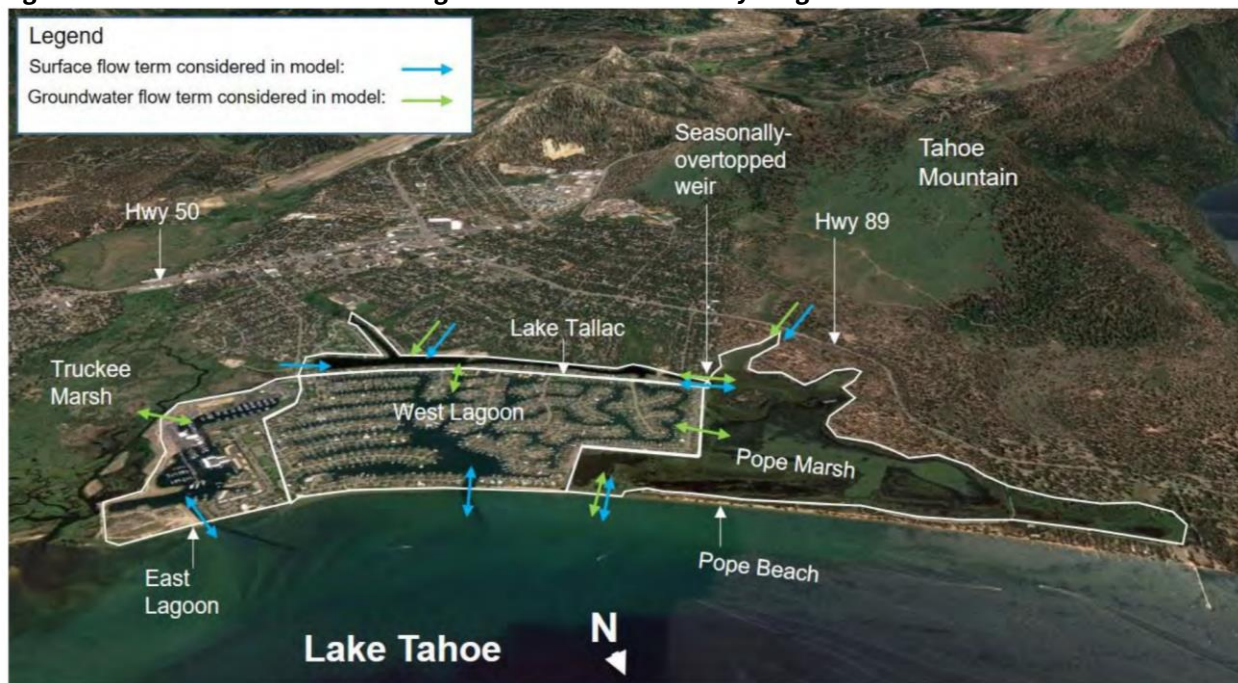 Legend
Surface flow term considered in model:
Groundwater flow term considered in model:
Seasonally-
overtopped
weir
Tahoe
Mountain
Hwy 50
Hwy 89
Lake Tallac
Truckee
Marsh
West Lagoon
Pope Marsh
East
Lagoon
Pope Beach
N
Lake Tahoe